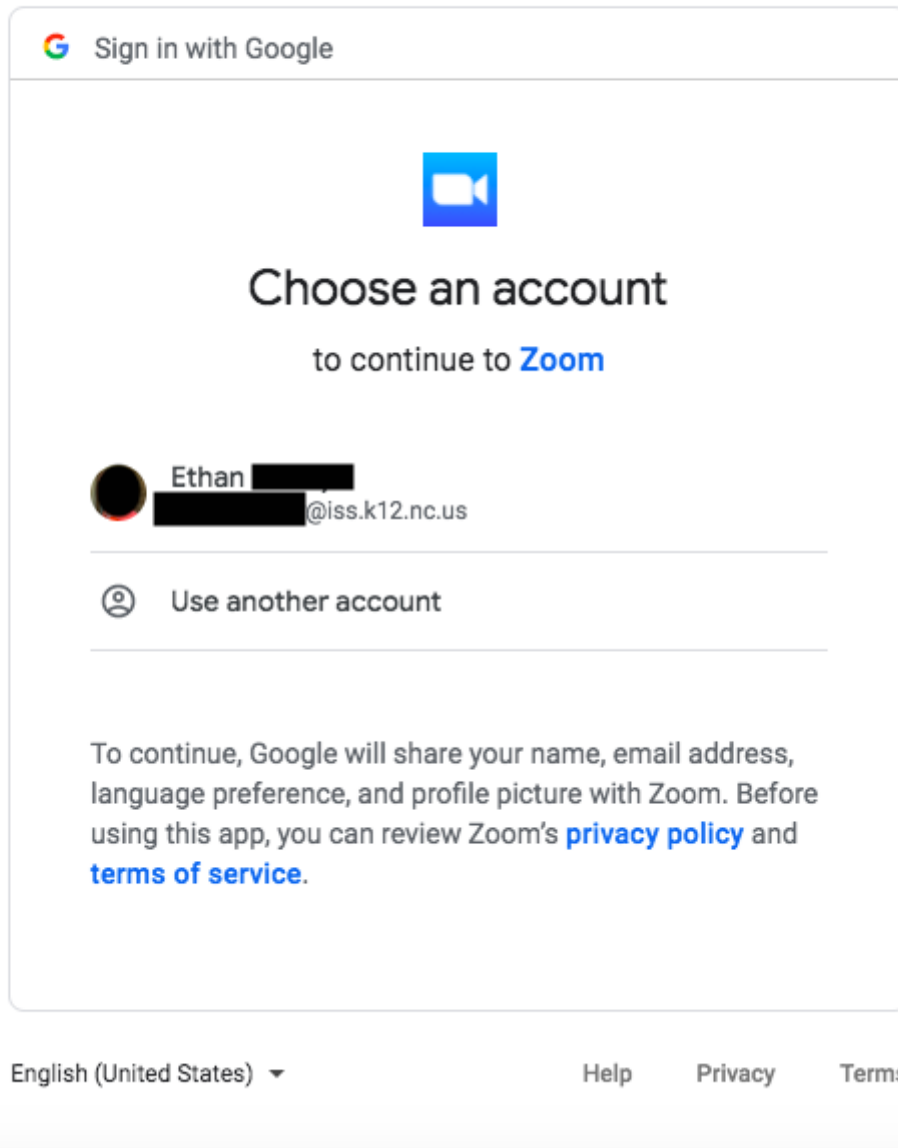 Sign in with Google
Choose an account
to continue to Zoom
Ethan
@iss.k12.nc.us
Use another account
To continue, Google will share your name, email address,
language preference, and profile picture with Zoom. Before
using this app, you can review Zoom's privacy policy and
terms of service.
English (United States) Help Privacy Terms